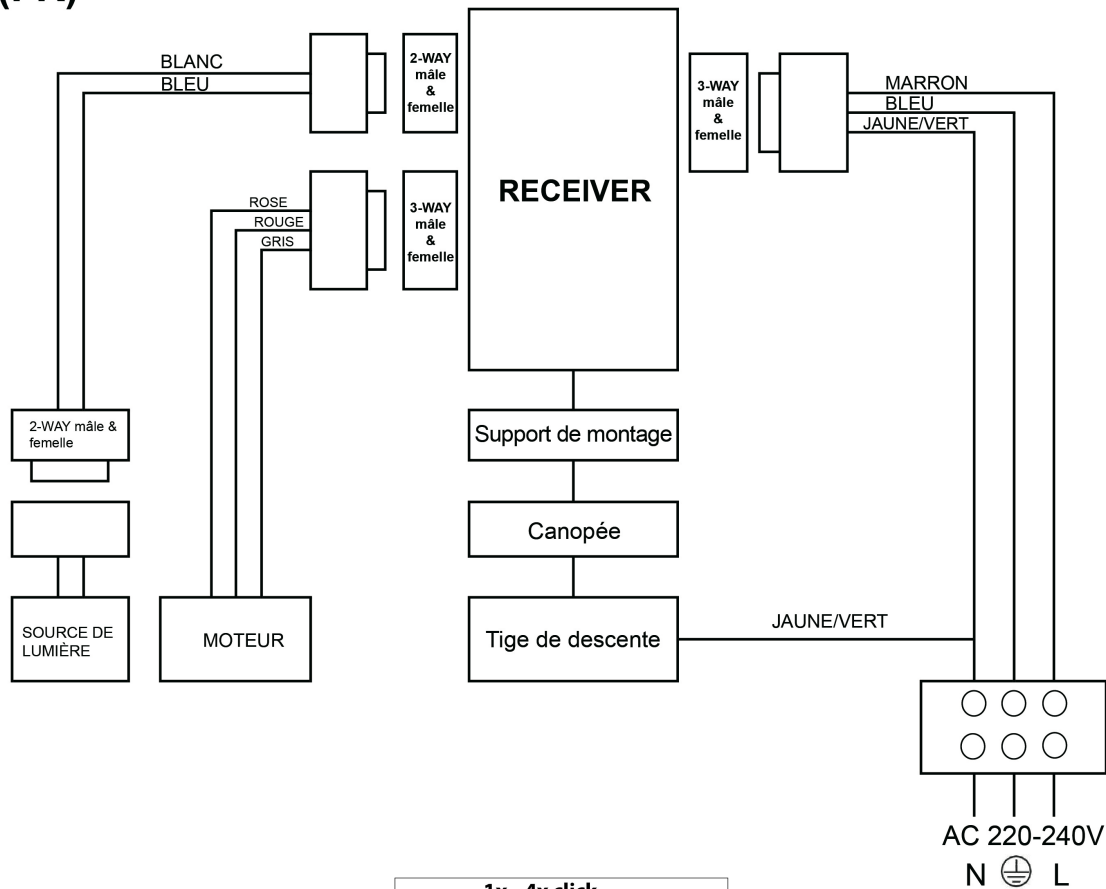 BLANC
BLEU
2-WAY
mâle
&
femelle
3-WAY
mâle
&
femelle
MARRON
BLEU
JAUNE/VERT
RECEIVER
ROSE
ROUGE
GRIS
3-WAY
mâle
&
femelle
2-WAY mâle &
femelle
Support de montage
Canopée
SOURCE DE
LUMIÈRE
MOTEUR
Tige de descente
JAUNE/VERT
AC 220-240V
N L